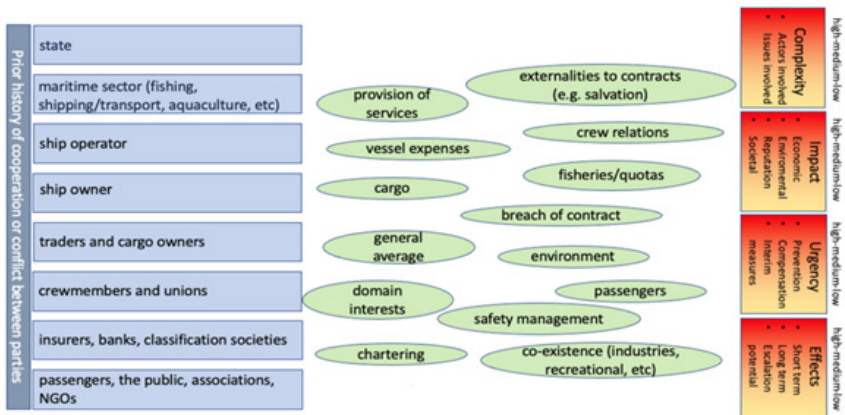 Prior history of cooperation or conflict between parties
state
maritime sector (fishing,
shipping/transport, aquaculture, etc)
ship operator
ship owner
traders and cargo owners
crewmembers and unions
insurers, banks, classification societies
passengers, the public, associations,
NGOs
provision of
services
externalities to contracts
(e.g. salvation)
crew relations
vessel expenses
fisheries/quotas
cargo
breach of contract
general
average
environment
domain
interests
passengers
safety management
chartering
co-existence (industries,
recreational, etc)
Complexity
• Actors involved
• Issues involved
high-medium-low
Impact
• Economic
• Enviromental
• Reputation
• Societal
high-medium-low
Urgency
• Prevention
• Compensation
• Interim
measures
high-medium-low
Effects
• Short term
• Long term
• Escalation
potential
high-medium-low